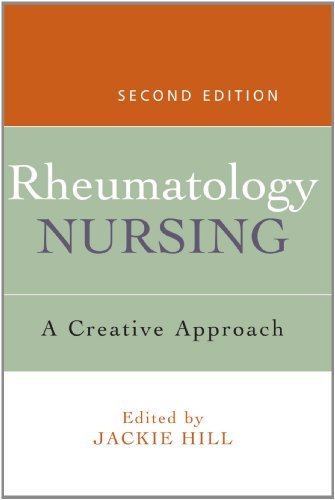 SECOND EDITION
Rheumatology
NURSING
A Creative Approach
Edited by
JACKIE HILL